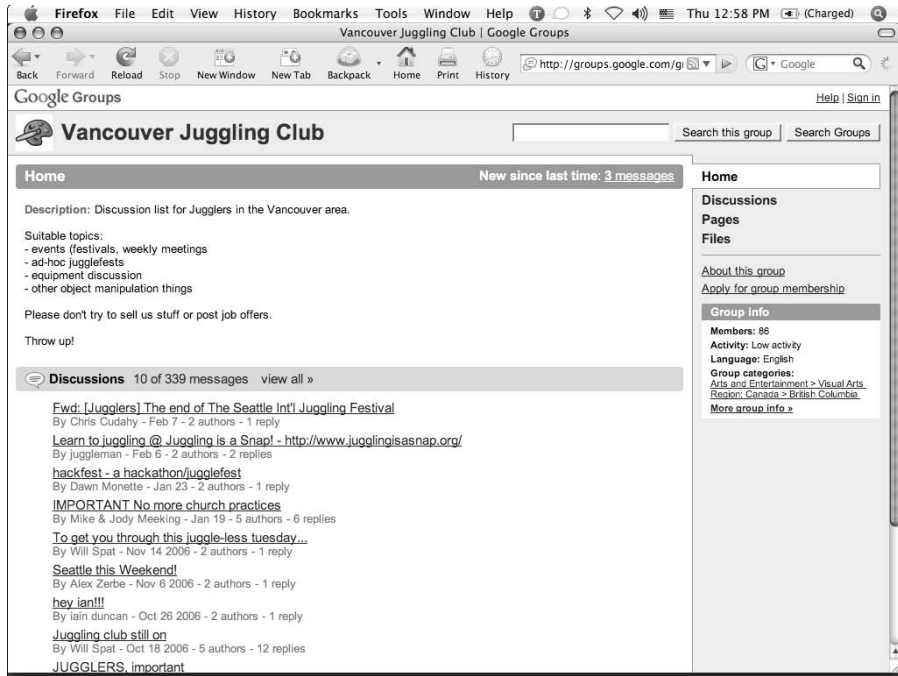 Firefox File Edit View History Bookmarks Tools Window Help Thu 12:58 PM (Charged)
Vancouver Juggling Club | Google Groups
Back Forward Reload Stop New Window New Tab Backpack Home Print History http://groups.google.com/g Google
Google Groups
Help | Sign in
Vancouver Juggling Club
Search this group Search Groups
Home
New since last time: 3 messages
Description: Discussion list for Jugglers in the Vancouver area.
Suitable topics:
- events (festivals, weekly meetings
- ad-hoc jugglefests
- equipment discussion
- other object manipulation things
Please don't try to sell us stuff or post job offers.
Throw up!
Discussions 10 of 339 messages view all »
Fwd: [Jugglers] The end of The Seattle Int'l Juggling Festival
By Chris Cudahy - Feb 7 - 2 authors - 1 reply
Learn to juggling @ Juggling is a Snap! - http://www.jugglingisasnap.org/
By juggleman - Feb 6 - 2 authors - 2 replies
hackfest - a hackathon/jugglefest
By Dawn Monette - Jan 23 - 2 authors - 1 reply
IMPORTANT No more church practices
By Mike & Jody Meeking - Jan 19 - 5 authors - 6 replies
To get you through this juggle-less tuesday...
By Will Spat - Nov 14 2006 - 2 authors - 1 reply
Seattle this Weekend!
By Alex Zerbe - Nov 6 2006 - 2 authors - 1 reply
hey ian!!!
By iain duncan - Oct 26 2006 - 2 authors - 1 reply
Juggling club still on
By Will Spat - Oct 18 2006 - 5 authors - 12 replies
JUGGLERS, important
Home
Discussions
Pages
Files
About this group
Apply for group membership
Group info
Members: 86
Activity: Low activity
Language: English
Group categories:
Arts and Entertainment > Visual Arts
Region: Canada > British Columbia
More group info »